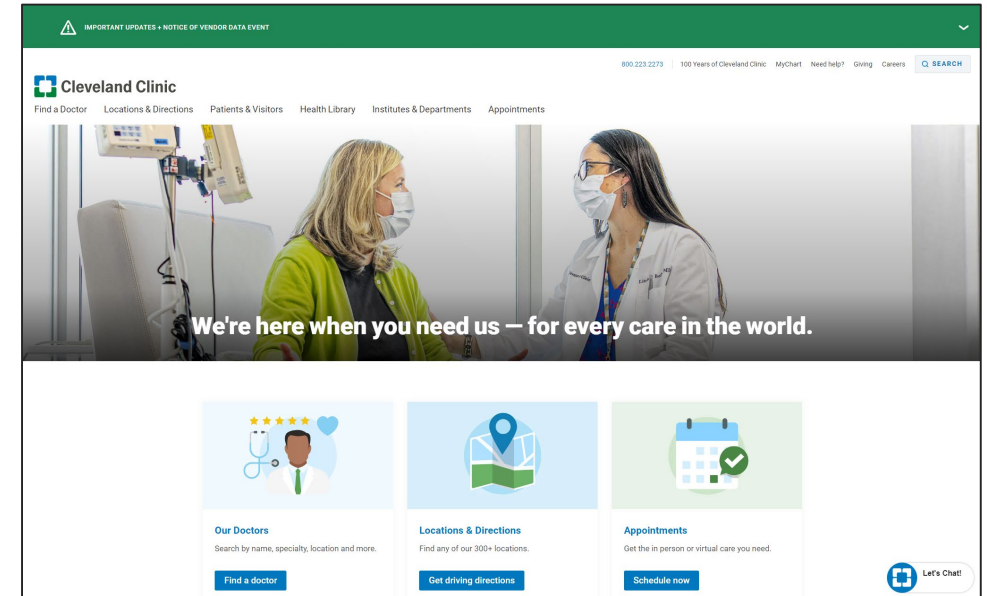 IMPORTANT UPDATES + NOTICE OF VENDOR DATA EVENT
800.223.2273 100 Years of Cleveland Clinic MyChart Need help? Giving Careers SEARCH
Cleveland Clinic
Find a Doctor Locations & Directions Patients & Visitors Health Library Institutes & Departments Appointments
We're here when you need us — for every care in the world.
Our Doctors Locations & Directions Appointments
Search by name, specialty, location and more. Find any of our 300+ locations. Get the in person or virtual care you need.
Find a doctor Get driving directions Schedule now
Let's Chat!